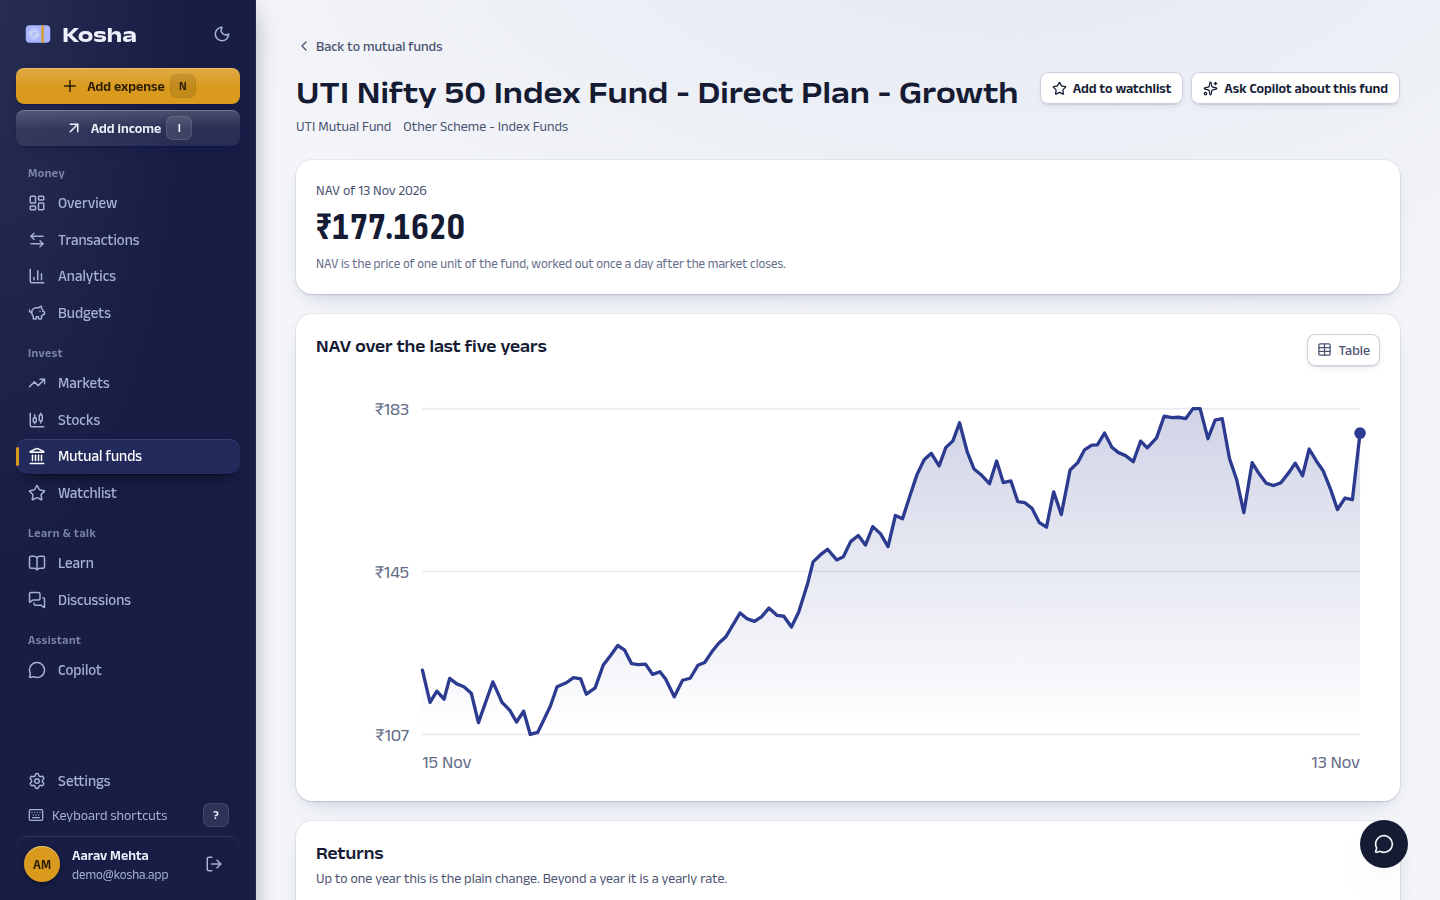 Kosha
Add expense N
Add income I
Money
Overview
Transactions
Analytics
Budgets
Invest
Markets
Stocks
Mutual funds
Watchlist
Learn & talk
Learn
Discussions
Assistant
Copilot
Settings
Keyboard shortcuts ?
AM
Aarav Mehta
demo@kosha.app
Back to mutual funds
UTI Nifty 50 Index Fund - Direct Plan - Growth
Add to watchlist
Ask Copilot about this fund
UTI Mutual Fund Other Scheme - Index Funds
NAV of 13 Nov 2026
₹177.1620
NAV is the price of one unit of the fund, worked out once a day after the market closes.
NAV over the last five years
Table
₹183
₹145
₹107
15 Nov 13 Nov
Returns
Up to one year this is the plain change. Beyond a year it is a yearly rate.